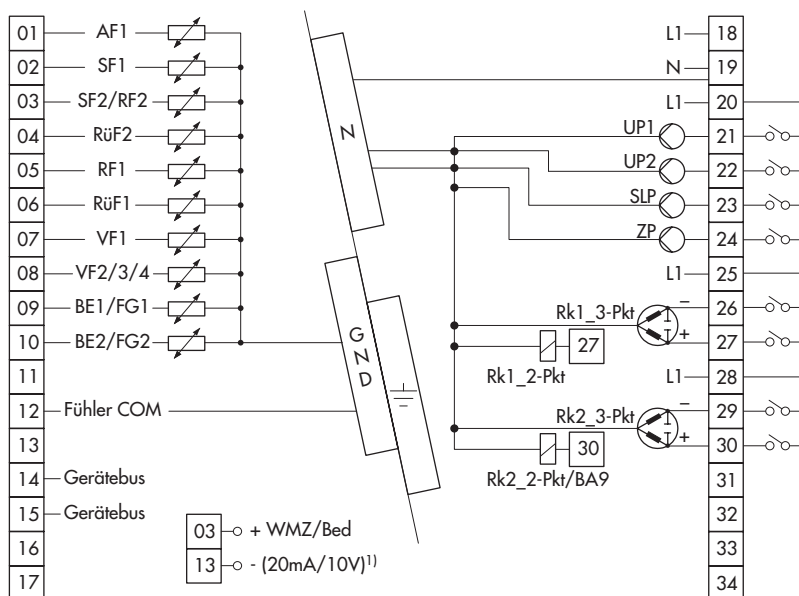 01 AF1
02 SF1
03 SF2/RF2
04 RüF2
05 RF1
06 RüF1
07 VF1
08 VF2/3/4
09 BE1/FG1
10 BE2/FG2
11
12 Fühler COM
13
14 Gerätebus
15 Gerätebus
16
17
03 + WMZ/Bed
13 - (20mA/10V)1)
N
GND
L1 18
N 19
L1 20
UP1 21
UP2 22
SLP 23
ZP 24
L1 25
Rk1_3-Pkt - 26
+ 27
27
Rk1_2-Pkt
L1 28
Rk2_3-Pkt - 29
+ 30
30
Rk2_2-Pkt/BA9
31
32
33
34